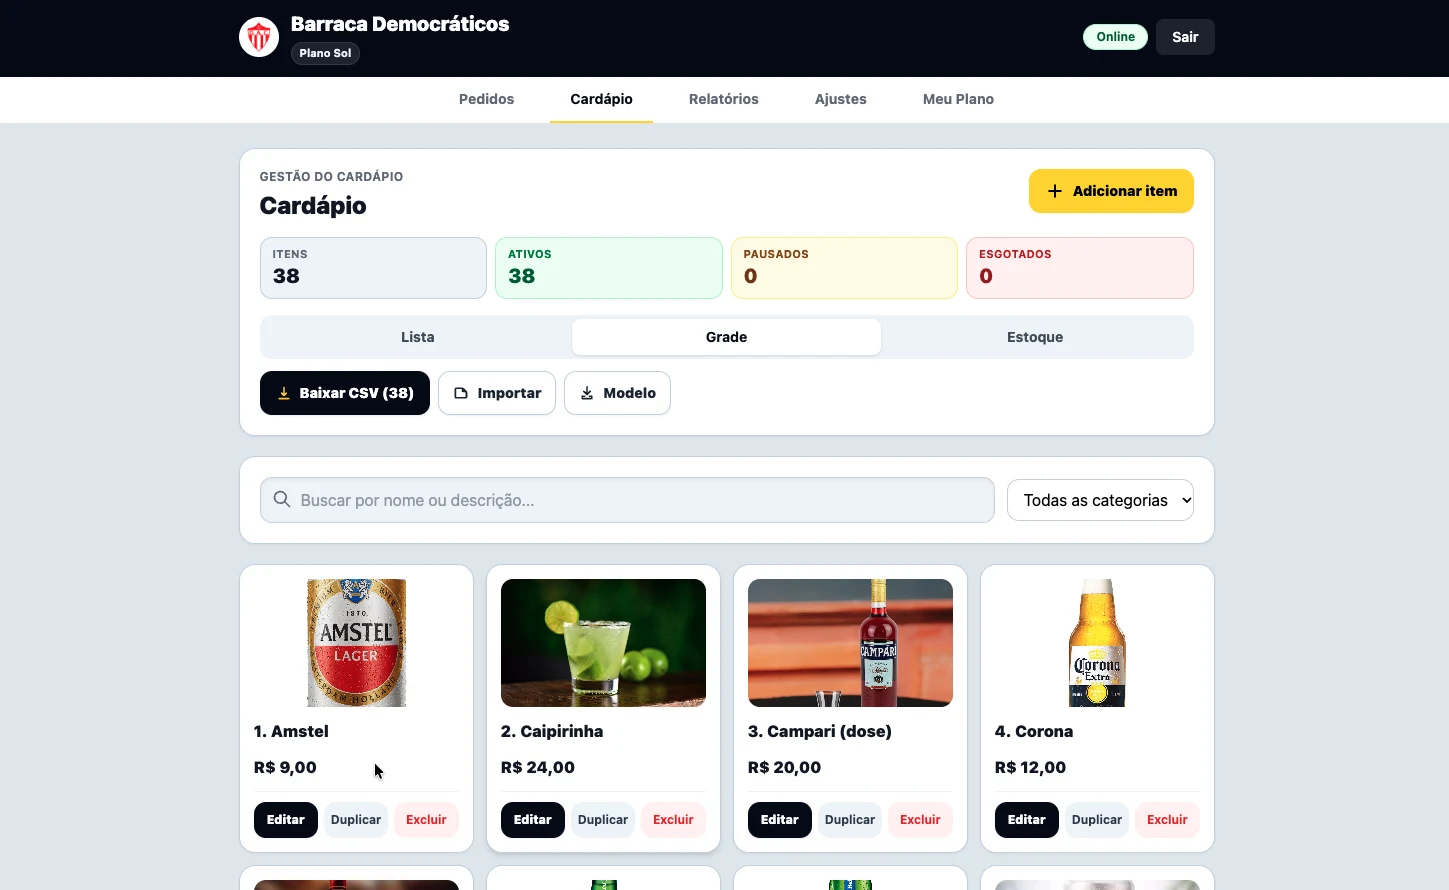 Barraca Democráticos
Plano Sol
Online
Sair
Pedidos
Cardápio
Relatórios
Ajustes
Meu Plano
GESTÃO DO CARDÁPIO
Cardápio
Adicionar item
ITENS
38
ATIVOS
38
PAUSADOS
0
ESGOTADOS
0
Lista
Grade
Estoque
Baixar CSV (38)
Importar
Modelo
Buscar por nome ou descrição...
Todas as categorias
1870
AMSTEL
LAGER
CAMPARI
Corona
Extra
1. Amstel
R$ 9,00
Editar
Duplicar
Excluir
2. Caipirinha
R$ 24,00
Editar
Duplicar
Excluir
3. Campari (dose)
R$ 20,00
Editar
Duplicar
Excluir
4. Corona
R$ 12,00
Editar
Duplicar
Excluir